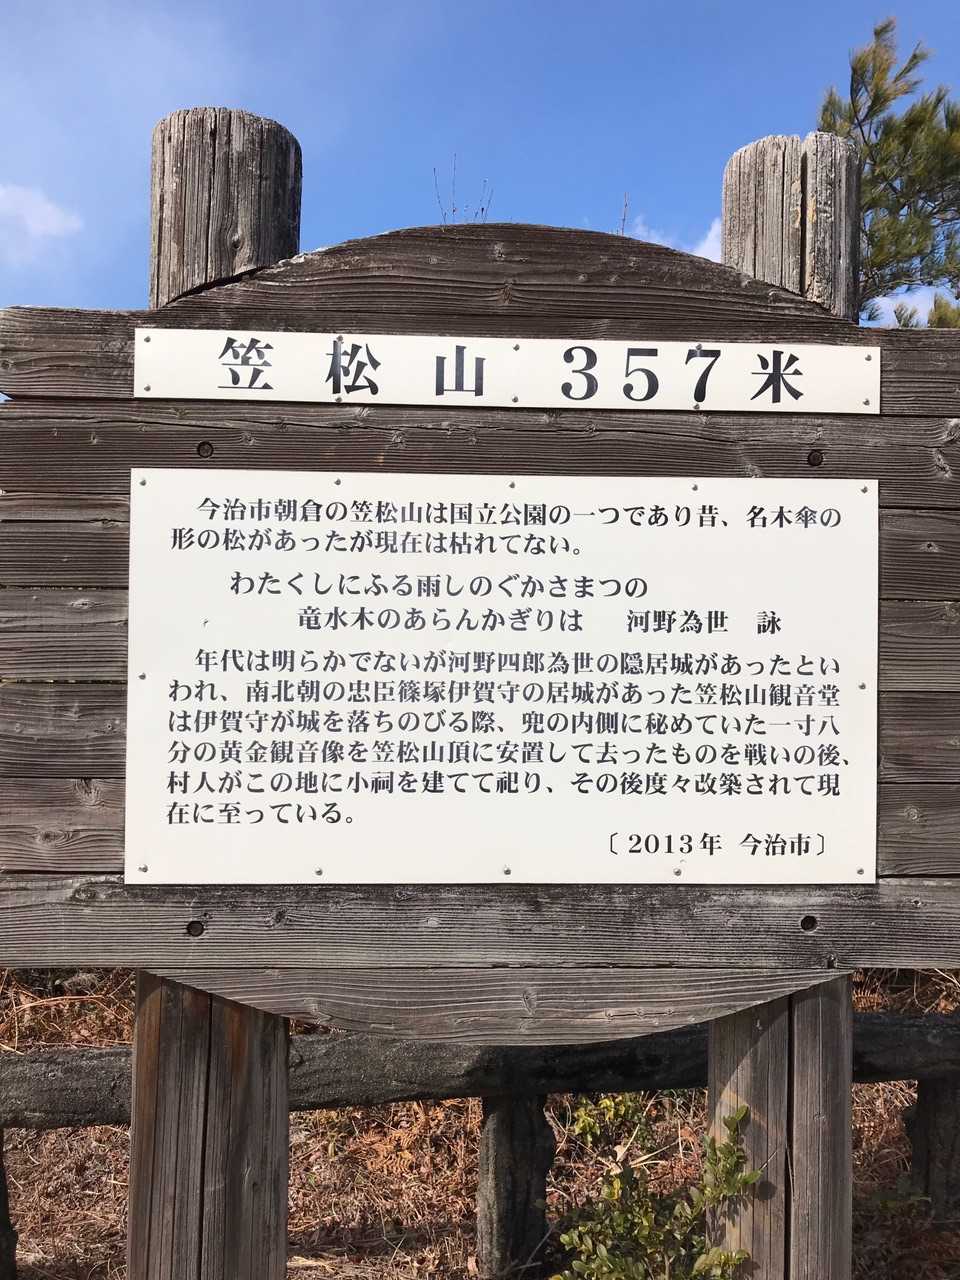 笠松山 357米
今治市朝倉の笠松山は国立公園の一つであり昔、名木傘の
形の松があったが現在は枯れてない。
わたくしにふる雨しのぐかさまつの
竜水木のあらんかぎりは 河野為世 詠
年代は明らかでないが河野四郎為世の隠居城があったとい
われ、南北朝の忠臣篠塚伊賀守の居城があった笠松山観音堂
は伊賀守が城を落ちのびる際、兜の内側に秘めていた一寸八
分の黄金観音像を笠松山頂に安置して去ったものを戦いの後、
村人がこの地に小祠を建てて祀り、その後度々改築されて現
在に至っている。
〔2013年 今治市〕